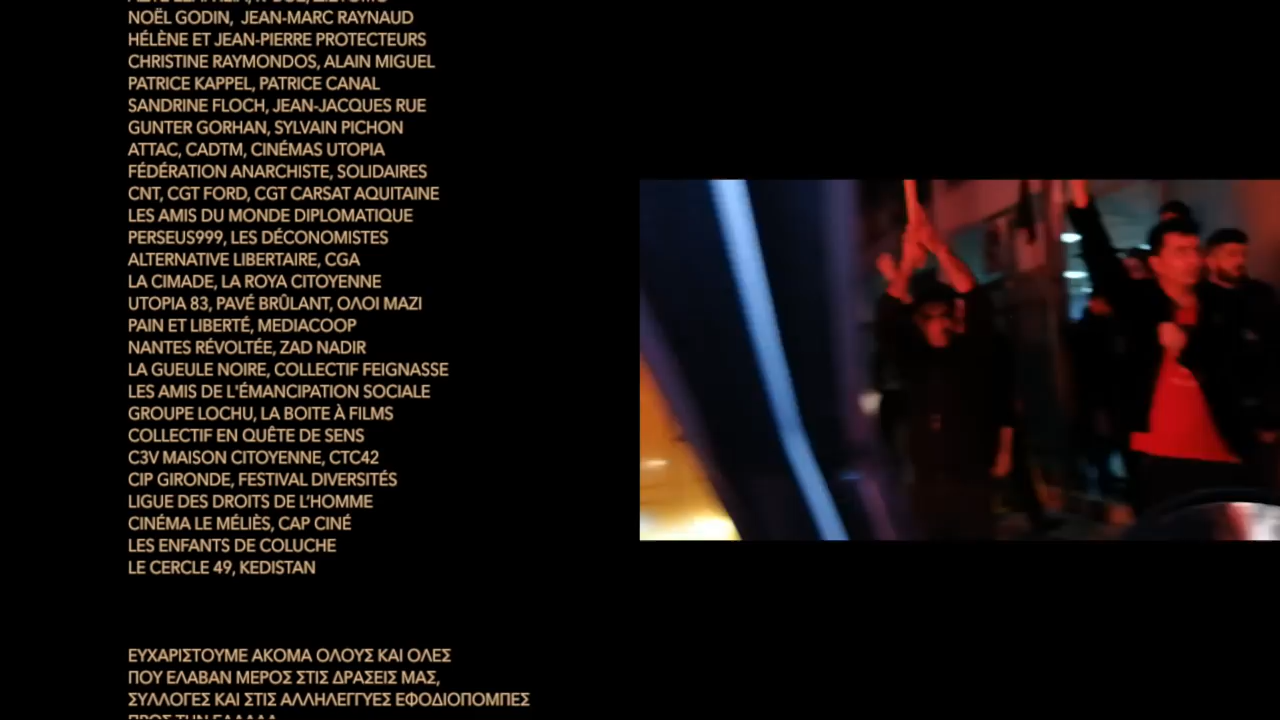 NOËL GODIN, JEAN-MARC RAYNAUD
HÉLÈNE ET JEAN-PIERRE PROTECTEURS
CHRISTINE RAYMONDOS, ALAIN MIGUEL
PATRICE KAPPEL, PATRICE CANAL
SANDRINE FLOCH, JEAN-JACQUES RUE
GUNTER GORHAN, SYLVAIN PICHON
ATTAC, CADTM, CINÉMAS UTOPIA
FÉDÉRATION ANARCHISTE, SOLIDAIRES
CNT, CGT FORD, CGT CARSAT AQUITAINE
LES AMIS DU MONDE DIPLOMATIQUE
PERSEUS999, LES DÉCONOMISTES
ALTERNATIVE LIBERTAIRE, CGA
LA CIMADE, LA ROYA CITOYENNE
UTOPIA 83, PAVÉ BRÛLANT, ΟΛΟΙ ΜΑΖΙ
PAIN ET LIBERTÉ, MEDIACOOP
NANTES RÉVOLTÉE, ZAD NADIR
LA GUEULE NOIRE, COLLECTIF FEIGNASSE
LES AMIS DE L'ÉMANCIPATION SOCIALE
GROUPE LOCHU, LA BOITE À FILMS
COLLECTIF EN QUÊTE DE SENS
C3V MAISON CITOYENNE, CTC42
CIP GIRONDE, FESTIVAL DIVERSITÉS
LIGUE DES DROITS DE L'HOMME
CINÉMA LE MÉLIÈS, CAP CINÉ
LES ENFANTS DE COLUCHE
LE CERCLE 49, KEDISTAN
ΕΥΧΑΡΙΣΤΟΥΜΕ ΑΚΟΜΑ ΟΛΟΥΣ ΚΑΙ ΟΛΕΣ
ΠΟΥ ΕΛΑΒΑΝ ΜΕΡΟΣ ΣΤΙΣ ΔΡΑΣΕΙΣ ΜΑΣ,
ΣΥΛΛΟΓΕΣ ΚΑΙ ΣΤΙΣ ΑΛΛΗΛΕΓΓΥΕΣ ΕΦΟΔΙΟΠΟΜΠΕΣ